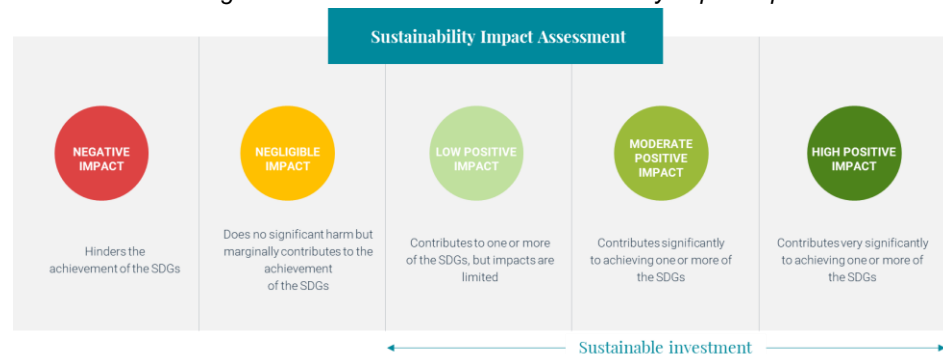 Sustainability Impact Assessment
NEGATIVE
IMPACT
Hinders the
achievement of the SDGs
NEGLIGIBLE
IMPACT
Does no significant harm but
marginally contributes to the
achievement
of the SDGs
LOW POSITIVE
IMPACT
Contributes to one or more
of the SDGs, but impacts are
limited
MODERATE
POSITIVE
IMPACT
Contributes significantly
to achieving one or more of
the SDGs
HIGH POSITIVE
IMPACT
Contributes very significantly
to achieving one or more of
the SDGs
Sustainable investment